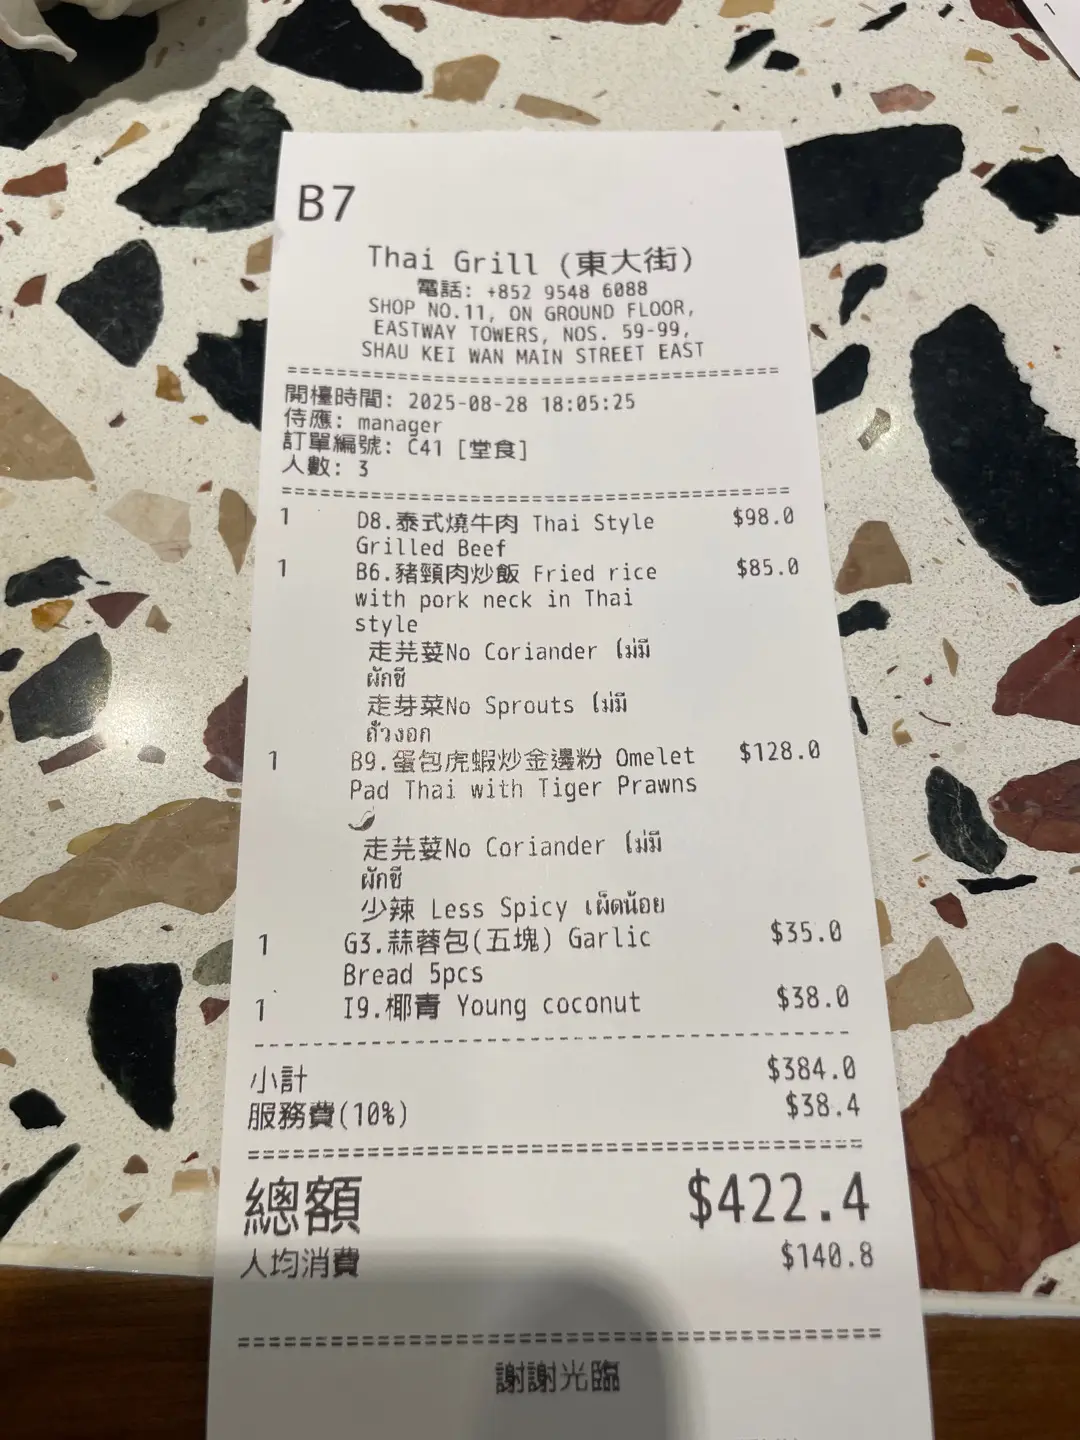 B7
Thai Grill (東大街)
電話: +852 9548 6088
SHOP NO.11, ON GROUND FLOOR,
EASTWAY TOWERS, NOS. 59-99,
SHAU KEI WAN MAIN STREET EAST
開檯時間: 2025-08-28 18:05:25
侍應: manager
訂單編號: C41 [堂食]
人數: 3
1 D8.泰式燒牛肉 Thai Style $98.0
Grilled Beef
1 B6.豬頸肉炒飯 Fried rice $85.0
with pork neck in Thai
style
走芫荽No Coriander ไม่มี
ผักชี
走芽菜No Sprouts ไม่มี
ถั่วงอก
1 B9.蛋包虎蝦炒金邊粉 Omelet $128.0
Pad Thai with Tiger Prawns
走芫荽No Coriander ไม่มี
ผักชี
少辣 Less Spicy เผ็ดน้อย
1 G3.蒜蓉包(五塊) Garlic $35.0
Bread 5pcs
1 I9.椰青 Young coconut $38.0
小計 $384.0
服務費(10%) $38.4
總額 $422.4
人均消費 $140.8
謝謝光臨